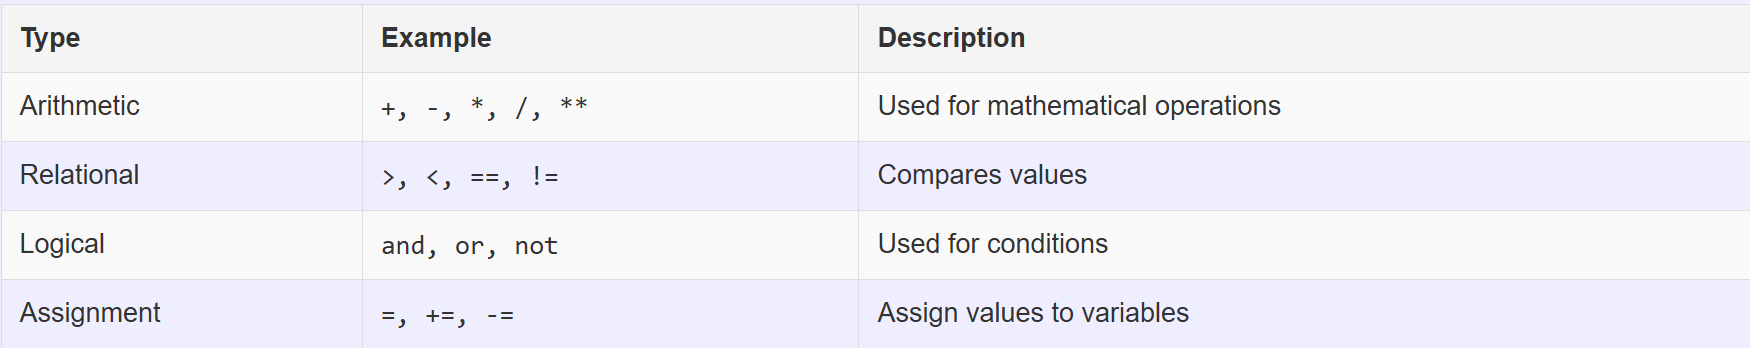 Type Example Description
Arithmetic +, -, *, /, ** Used for mathematical operations
Relational >, <, ==, != Compares values
Logical and, or, not Used for conditions
Assignment =, +=, -= Assign values to variables